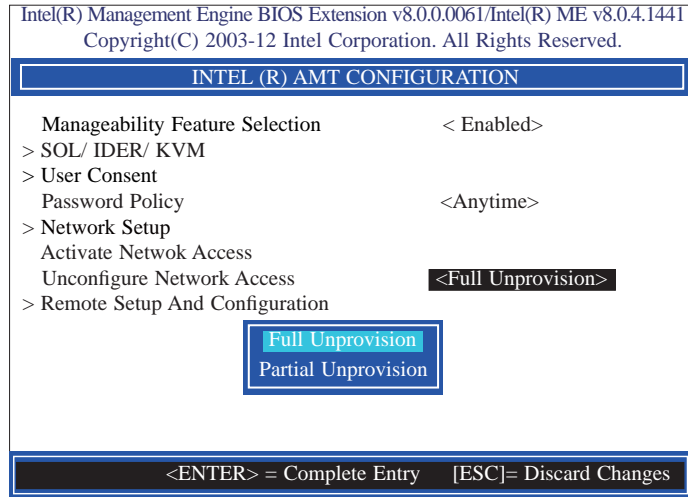 Intel(R) Management Engine BIOS Extension v8.0.0.0061/Intel(R) ME v8.0.4.1441
Copyright(C) 2003-12 Intel Corporation. All Rights Reserved.
INTEL (R) AMT CONFIGURATION
Manageability Feature Selection < Enabled>
> SOL/ IDER/ KVM
> User Consent
Password Policy <Anytime>
> Network Setup
Activate Netwok Access
Unconfigure Network Access <Full Unprovision>
> Remote Setup And Configuration
Full Unprovision
Partial Unprovision
<ENTER> = Complete Entry [ESC]= Discard Changes